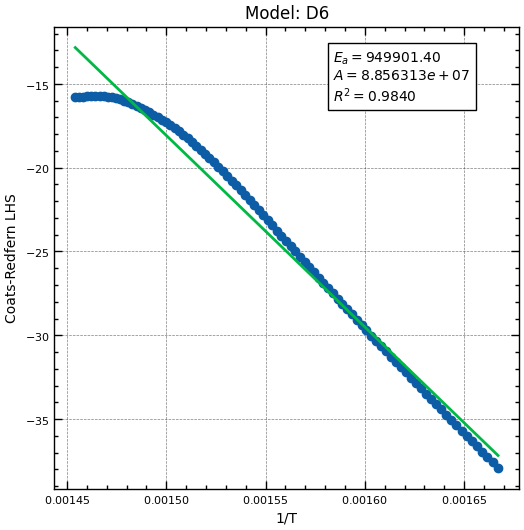 Model: D6
E_a = 949901.40
A = 8.856313e + 07
R^2 = 0.9840
Coats-Redfern LHS
−15
−20
−25
−30
−35
0.00145 0.00150 0.00155 0.00160 0.00165
1/T